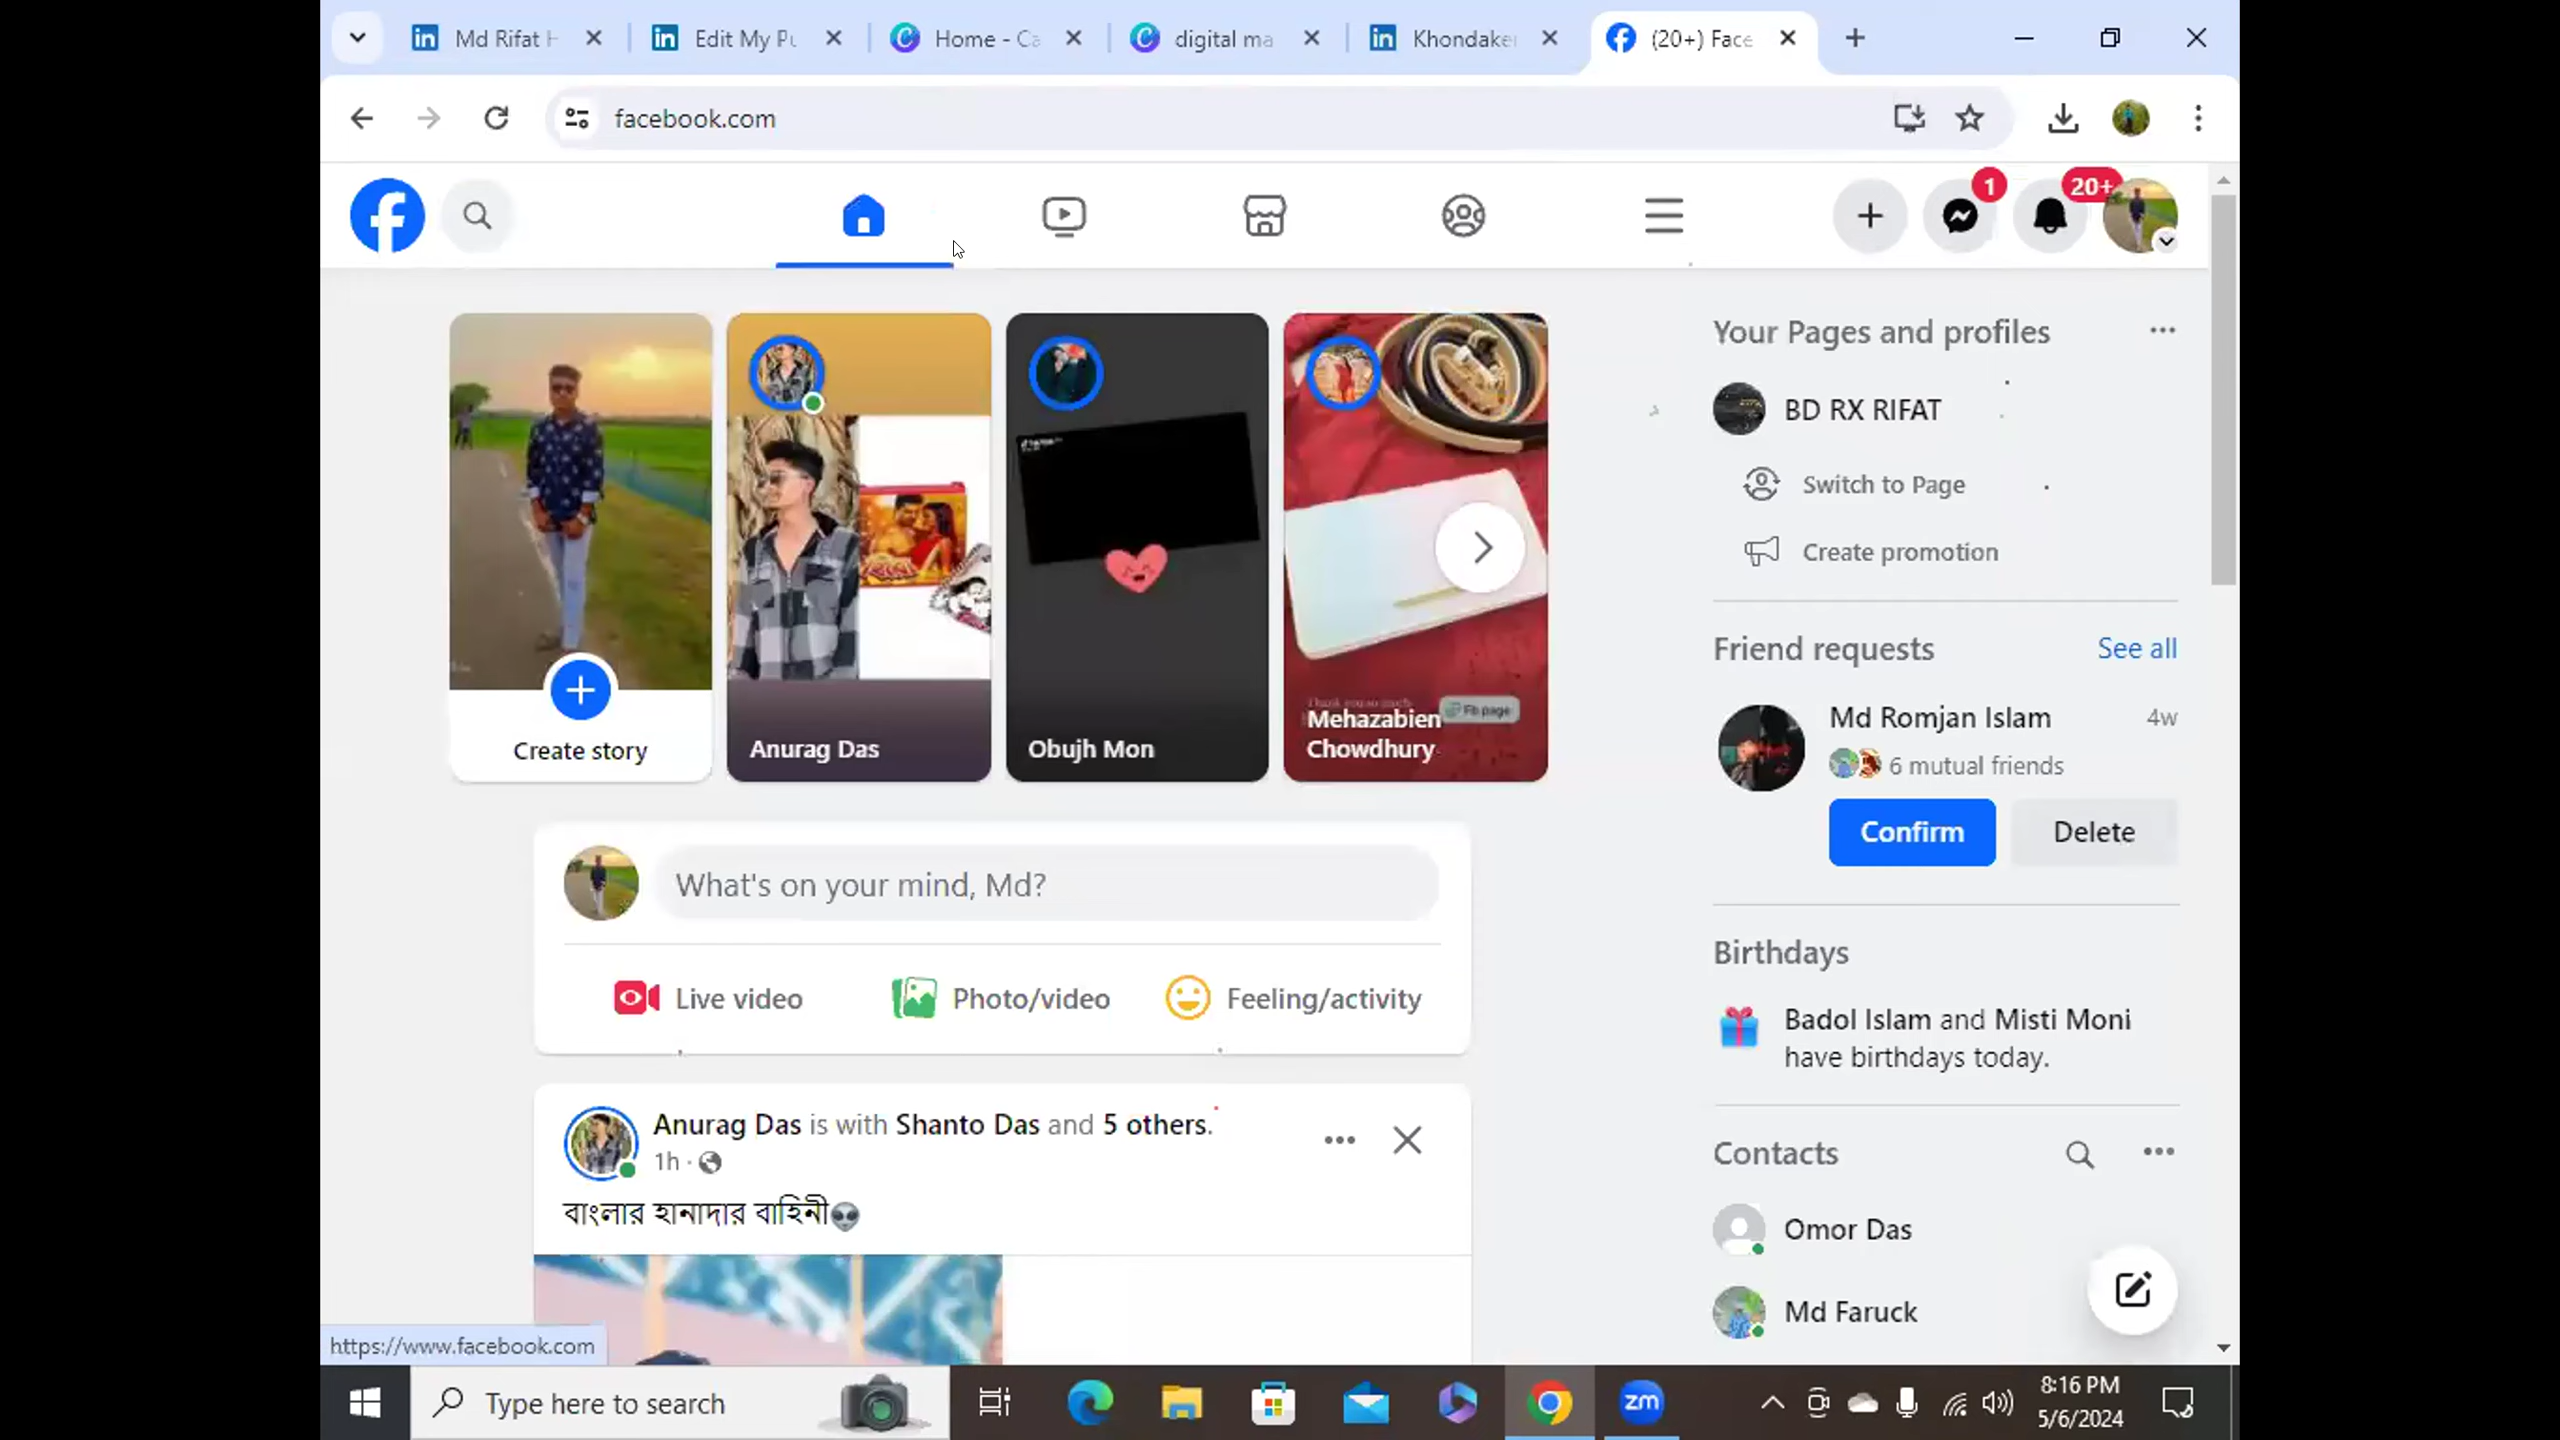 Md Rifat H
Edit My Pu
Home - Ca
digital ma
Khondaker
(20+) Face
facebook.com
1
20+
Create story
Anurag Das
Obujh Mon
Fb page
Mehazabien
Chowdhury
Your Pages and profiles
BD RX RIFAT
Switch to Page
Create promotion
Friend requests
See all
Md Romjan Islam
4w
6 mutual friends
Confirm
Delete
What's on your mind, Md?
Live video
Photo/video
Feeling/activity
Birthdays
Badol Islam and Misti Moni
have birthdays today.
Anurag Das is with Shanto Das and 5 others.
1h ·
বাংলার হানাদার বাহিনী👽
Contacts
Omor Das
Md Faruck
https://www.facebook.com
Type here to search
zm
8:16 PM
5/6/2024